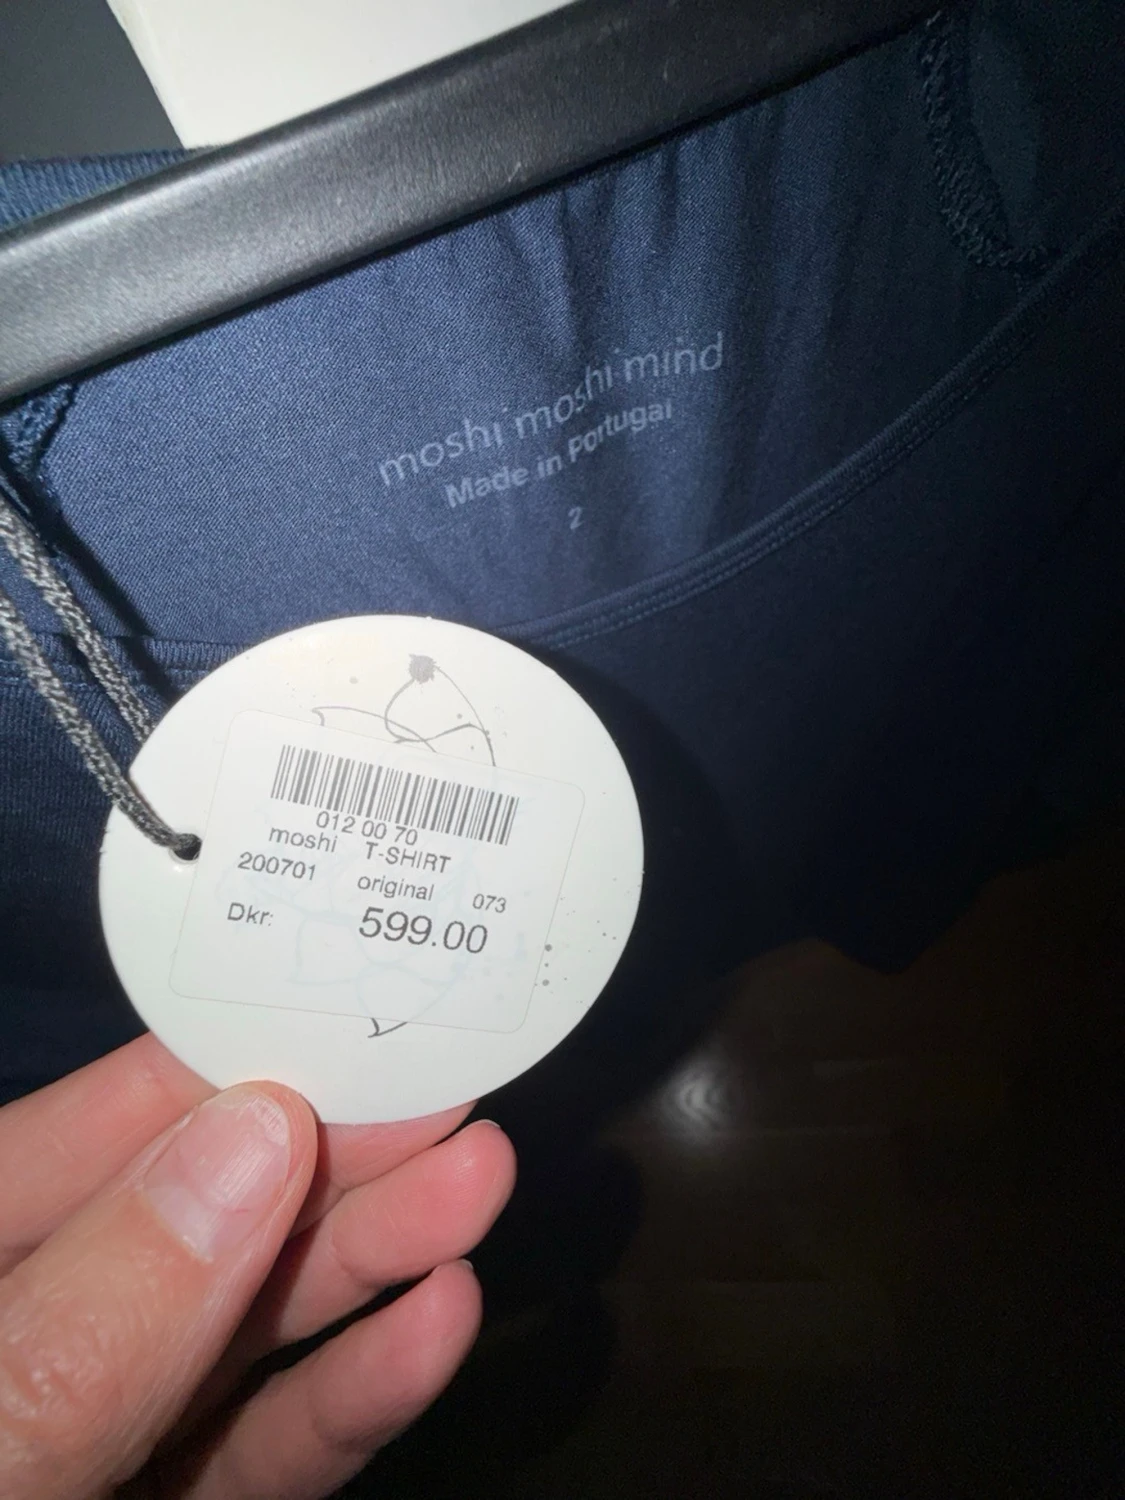 moshi moshi mind
Made in Portugal
2
012 00 70
moshi T-SHIRT
200701 original 073
Dkr: 599.00